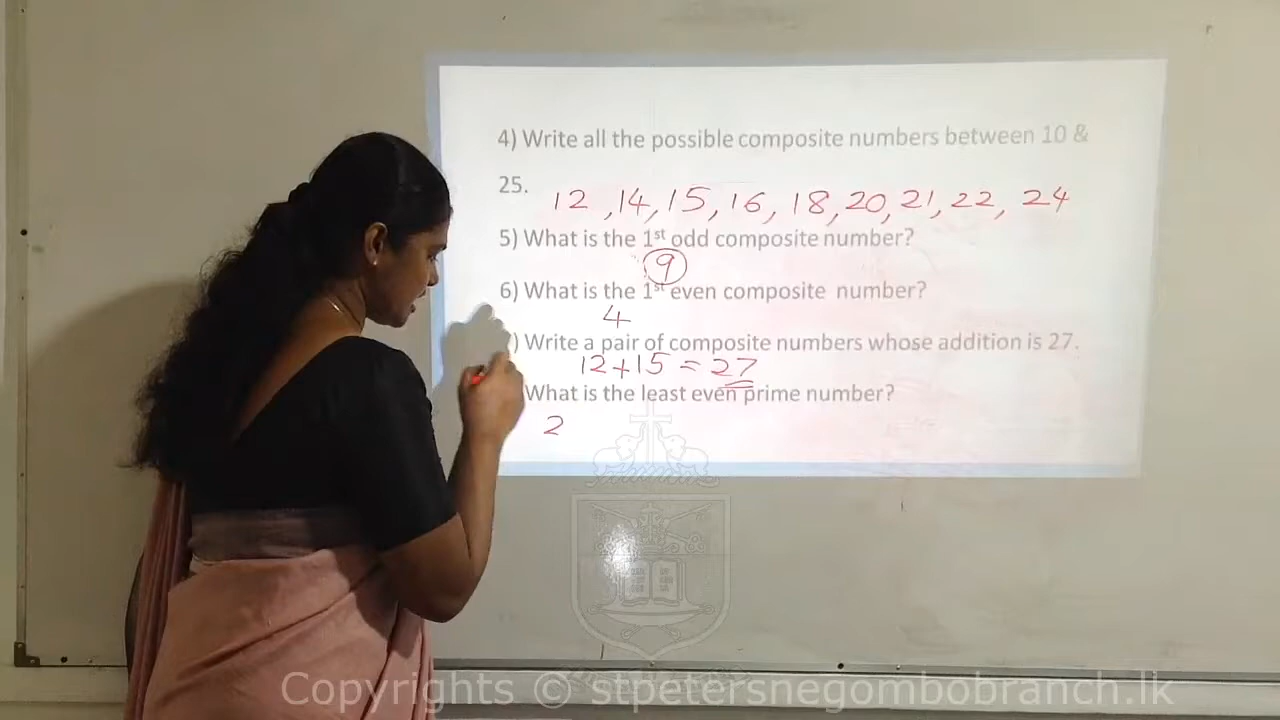 4) Write all the possible composite numbers between 10 &
25.
12, 14, 15, 16, 18, 20, 21, 22, 24
5) What is the 1st odd composite number?
9
6) What is the 1st even composite number?
4
) Write a pair of composite numbers whose addition is 27.
12+15 = 27
What is the least even prime number?
2
Copyrights © stpetersnegombobranch.lk